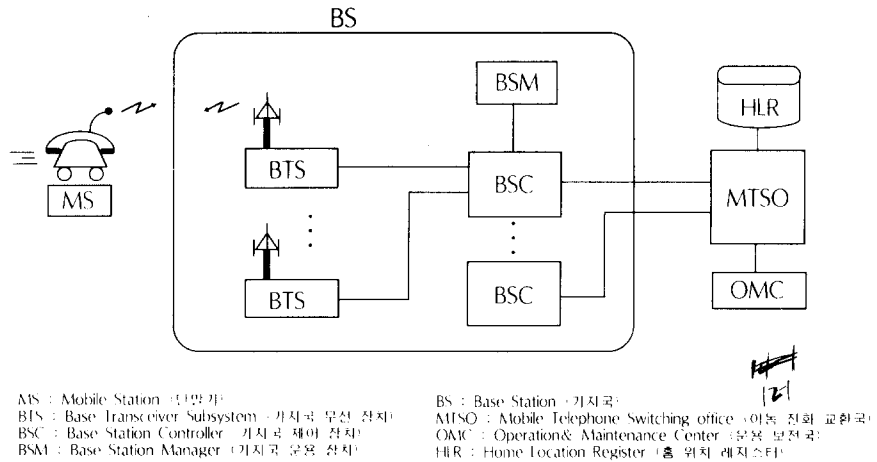 BS
BSM
HLR
BTS
BSC
MTSO
MS
BTS
BSC
OMC
MS : Mobile Station (단말기)
BTS : Base Transceiver Subsystem (기지국 무선 장치)
BSC : Base Station Controller (기지국 제어 장치)
BSM : Base Station Manager (기지국 운용 장치)
BS : Base Station (기지국)
MTSO : Mobile Telephone Switching office (이동 전화 교환국)
OMC : Operation& Maintenance Center (운용 보전국)
HLR : Home Location Register (홈 위치 레지스터)